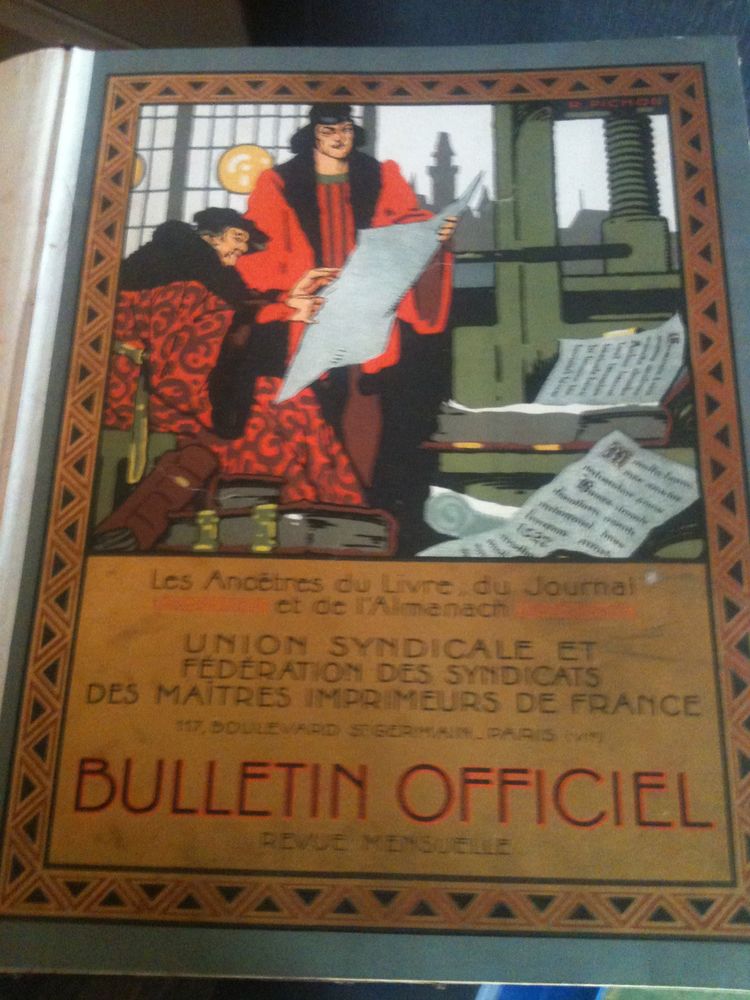 R. PICHON
Les Ancêtres du Livre, du Journal
et de l'Almanach
UNION SYNDICALE ET
FÉDÉRATION DES SYNDICATS
DES MAÎTRES IMPRIMEURS DE FRANCE
117, BOULEVARD ST GERMAIN _ PARIS (VIe)
BULLETIN OFFICIEL
REVUE MENSUELLE